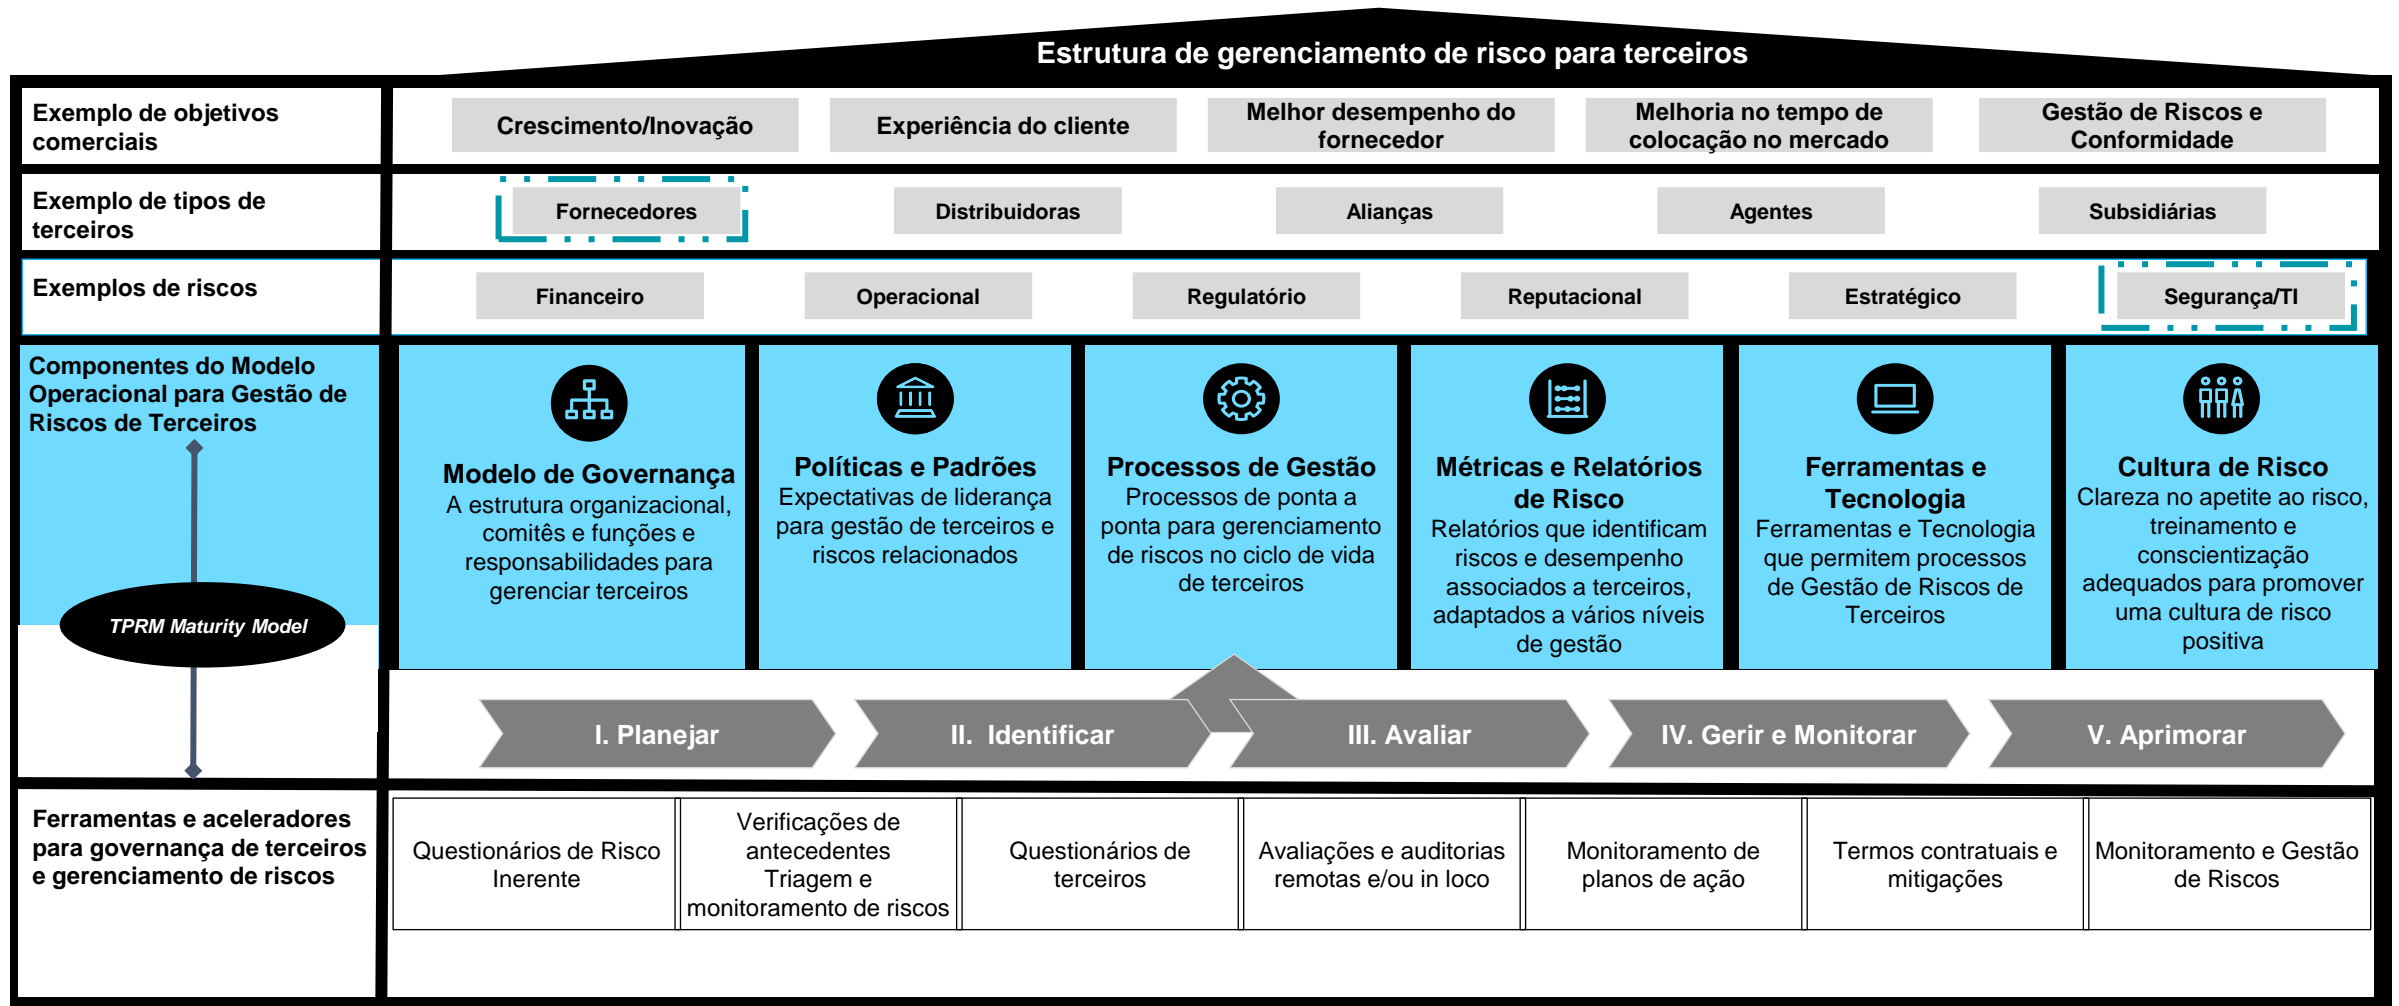 Estrutura de gerenciamento de risco para terceiros
Exemplo de objetivos
comerciais
Crescimento/Inovação
Experiência do cliente
Melhor desempenho do
fornecedor
Melhoria no tempo de
colocação no mercado
Gestão de Riscos e
Conformidade
Exemplo de tipos de
terceiros
Fornecedores
Distribuidoras
Alianças
Agentes
Subsidiárias
Exemplos de riscos
Financeiro
Operacional
Regulatório
Reputacional
Estratégico
Segurança/TI
Componentes do Modelo
Operacional para Gestão de
Riscos de Terceiros
TPRM Maturity Model
Modelo de Governança
A estrutura organizacional,
comitês e funções e
responsabilidades para
gerenciar terceiros
Políticas e Padrões
Expectativas de liderança
para gestão de terceiros e
riscos relacionados
Processos de Gestão
Processos de ponta a
ponta para gerenciamento
de riscos no ciclo de vida
de terceiros
Métricas e Relatórios
de Risco
Relatórios que identificam
riscos e desempenho
associados a terceiros,
adaptados a vários níveis
de gestão
Ferramentas e
Tecnologia
Ferramentas e Tecnologia
que permitem processos
de Gestão de Riscos de
Terceiros
Cultura de Risco
Clareza no apetite ao risco,
treinamento e
conscientização
adequados para promover
uma cultura de risco
positiva
I. Planejar
II. Identificar
III. Avaliar
IV. Gerir e Monitorar
V. Aprimorar
Ferramentas e aceleradores
para governança de terceiros
e gerenciamento de riscos
Questionários de Risco
Inerente
Verificações de
antecedentes
Triagem e
monitoramento de riscos
Questionários de
terceiros
Avaliações e auditorias
remotas e/ou in loco
Monitoramento de
planos de ação
Termos contratuais e
mitigações
Monitoramento e Gestão
de Riscos